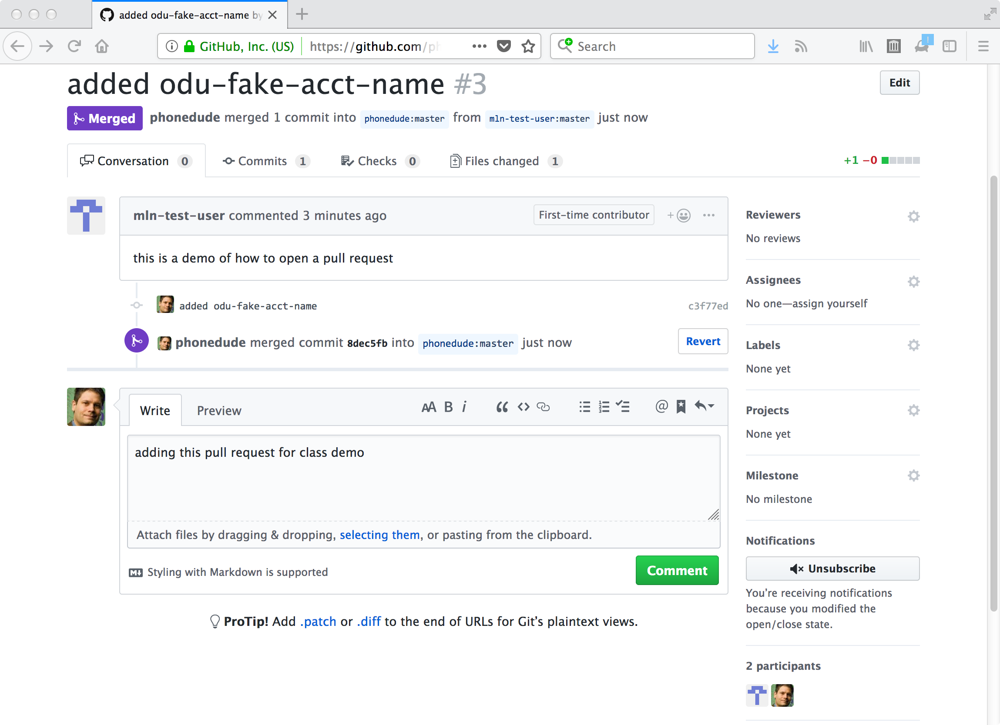 added odu-fake-acct-name by
GitHub, Inc. (US) https://github.com/ph
Search
added odu-fake-acct-name #3
Edit
Merged phonedude merged 1 commit into phonedude:master from mln-test-user:master just now
Conversation 0 Commits 1 Checks 0 Files changed 1 +1 −0
mln-test-user commented 3 minutes ago First-time contributor
this is a demo of how to open a pull request
added odu-fake-acct-name c3f77ed
phonedude merged commit 8dec5fb into phonedude:master just now Revert
Write Preview
adding this pull request for class demo
Attach files by dragging & dropping, selecting them, or pasting from the clipboard.
Styling with Markdown is supported
Comment
ProTip! Add .patch or .diff to the end of URLs for Git’s plaintext views.
Reviewers
No reviews
Assignees
No one—assign yourself
Labels
None yet
Projects
None yet
Milestone
No milestone
Notifications
Unsubscribe
You’re receiving notifications
because you modified the
open/close state.
2 participants